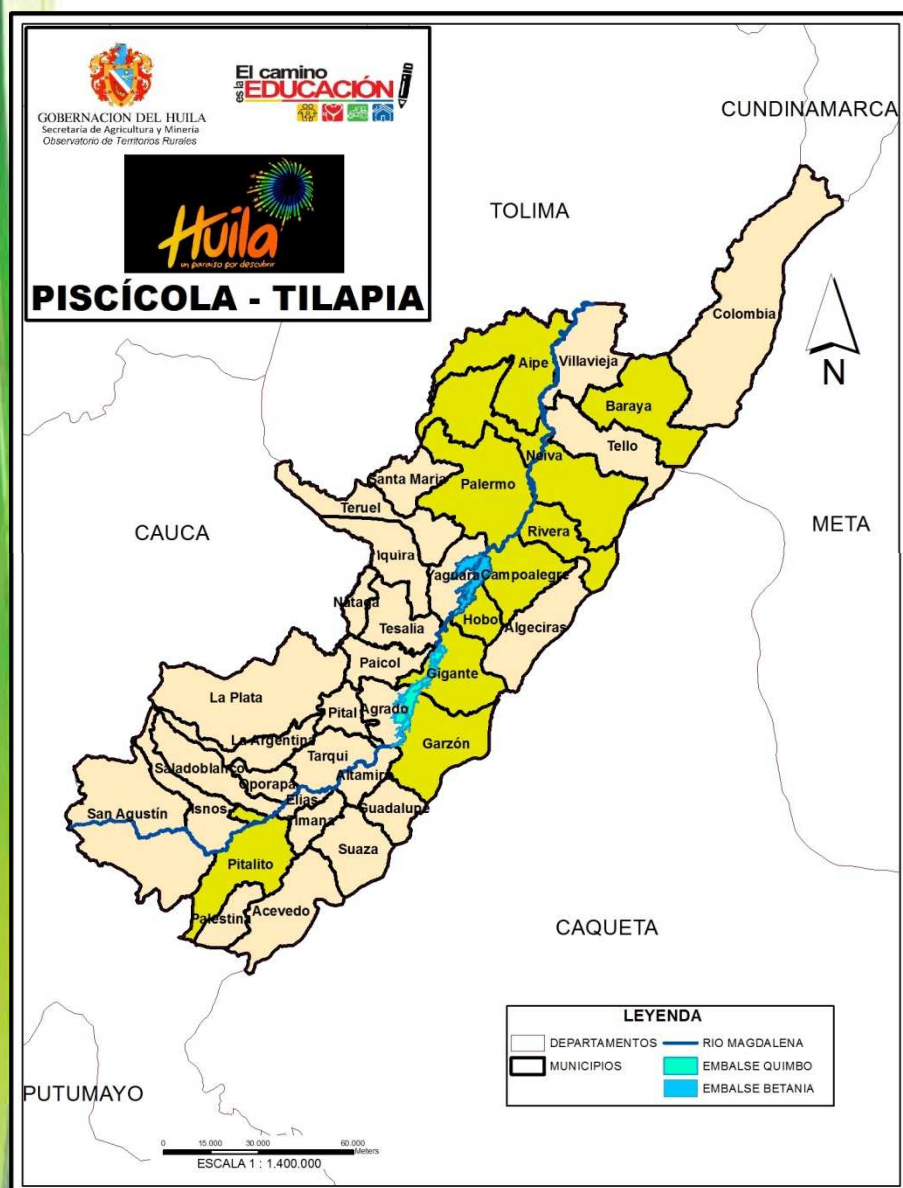 GOBERNACION DEL HUILA
Secretaría de Agricultura y Minería
Observatorio de Territorios Rurales
El camino
es la EDUCACIÓN
Huila
un paraíso por descubrir
PISCÍCOLA - TILAPIA
CUNDINAMARCA
TOLIMA
Colombia
N
Aipe
Villavieja
Baraya
Tello
Neiva
Santa Maria
Palermo
Teruel
META
CAUCA
Rivera
Iquira
Yaguara
Campoalegre
Nátaga
Hobo
Tesalia
Algeciras
Paicol
Gigante
La Plata
Pital
Agrado
La Argentina
Garzón
Tarqui
Saladoblanco
Altamira
Oporapa
Elias
Guadalupe
San Agustín
Isnos
Timana
Suaza
Pitalito
Palestina
Acevedo
CAQUETA
PUTUMAYO
LEYENDA
DEPARTAMENTOS
RIO MAGDALENA
MUNICIPIOS
EMBALSE QUIMBO
EMBALSE BETANIA
0 15.000 30.000 60.000
Meters
ESCALA 1 : 1.400.000